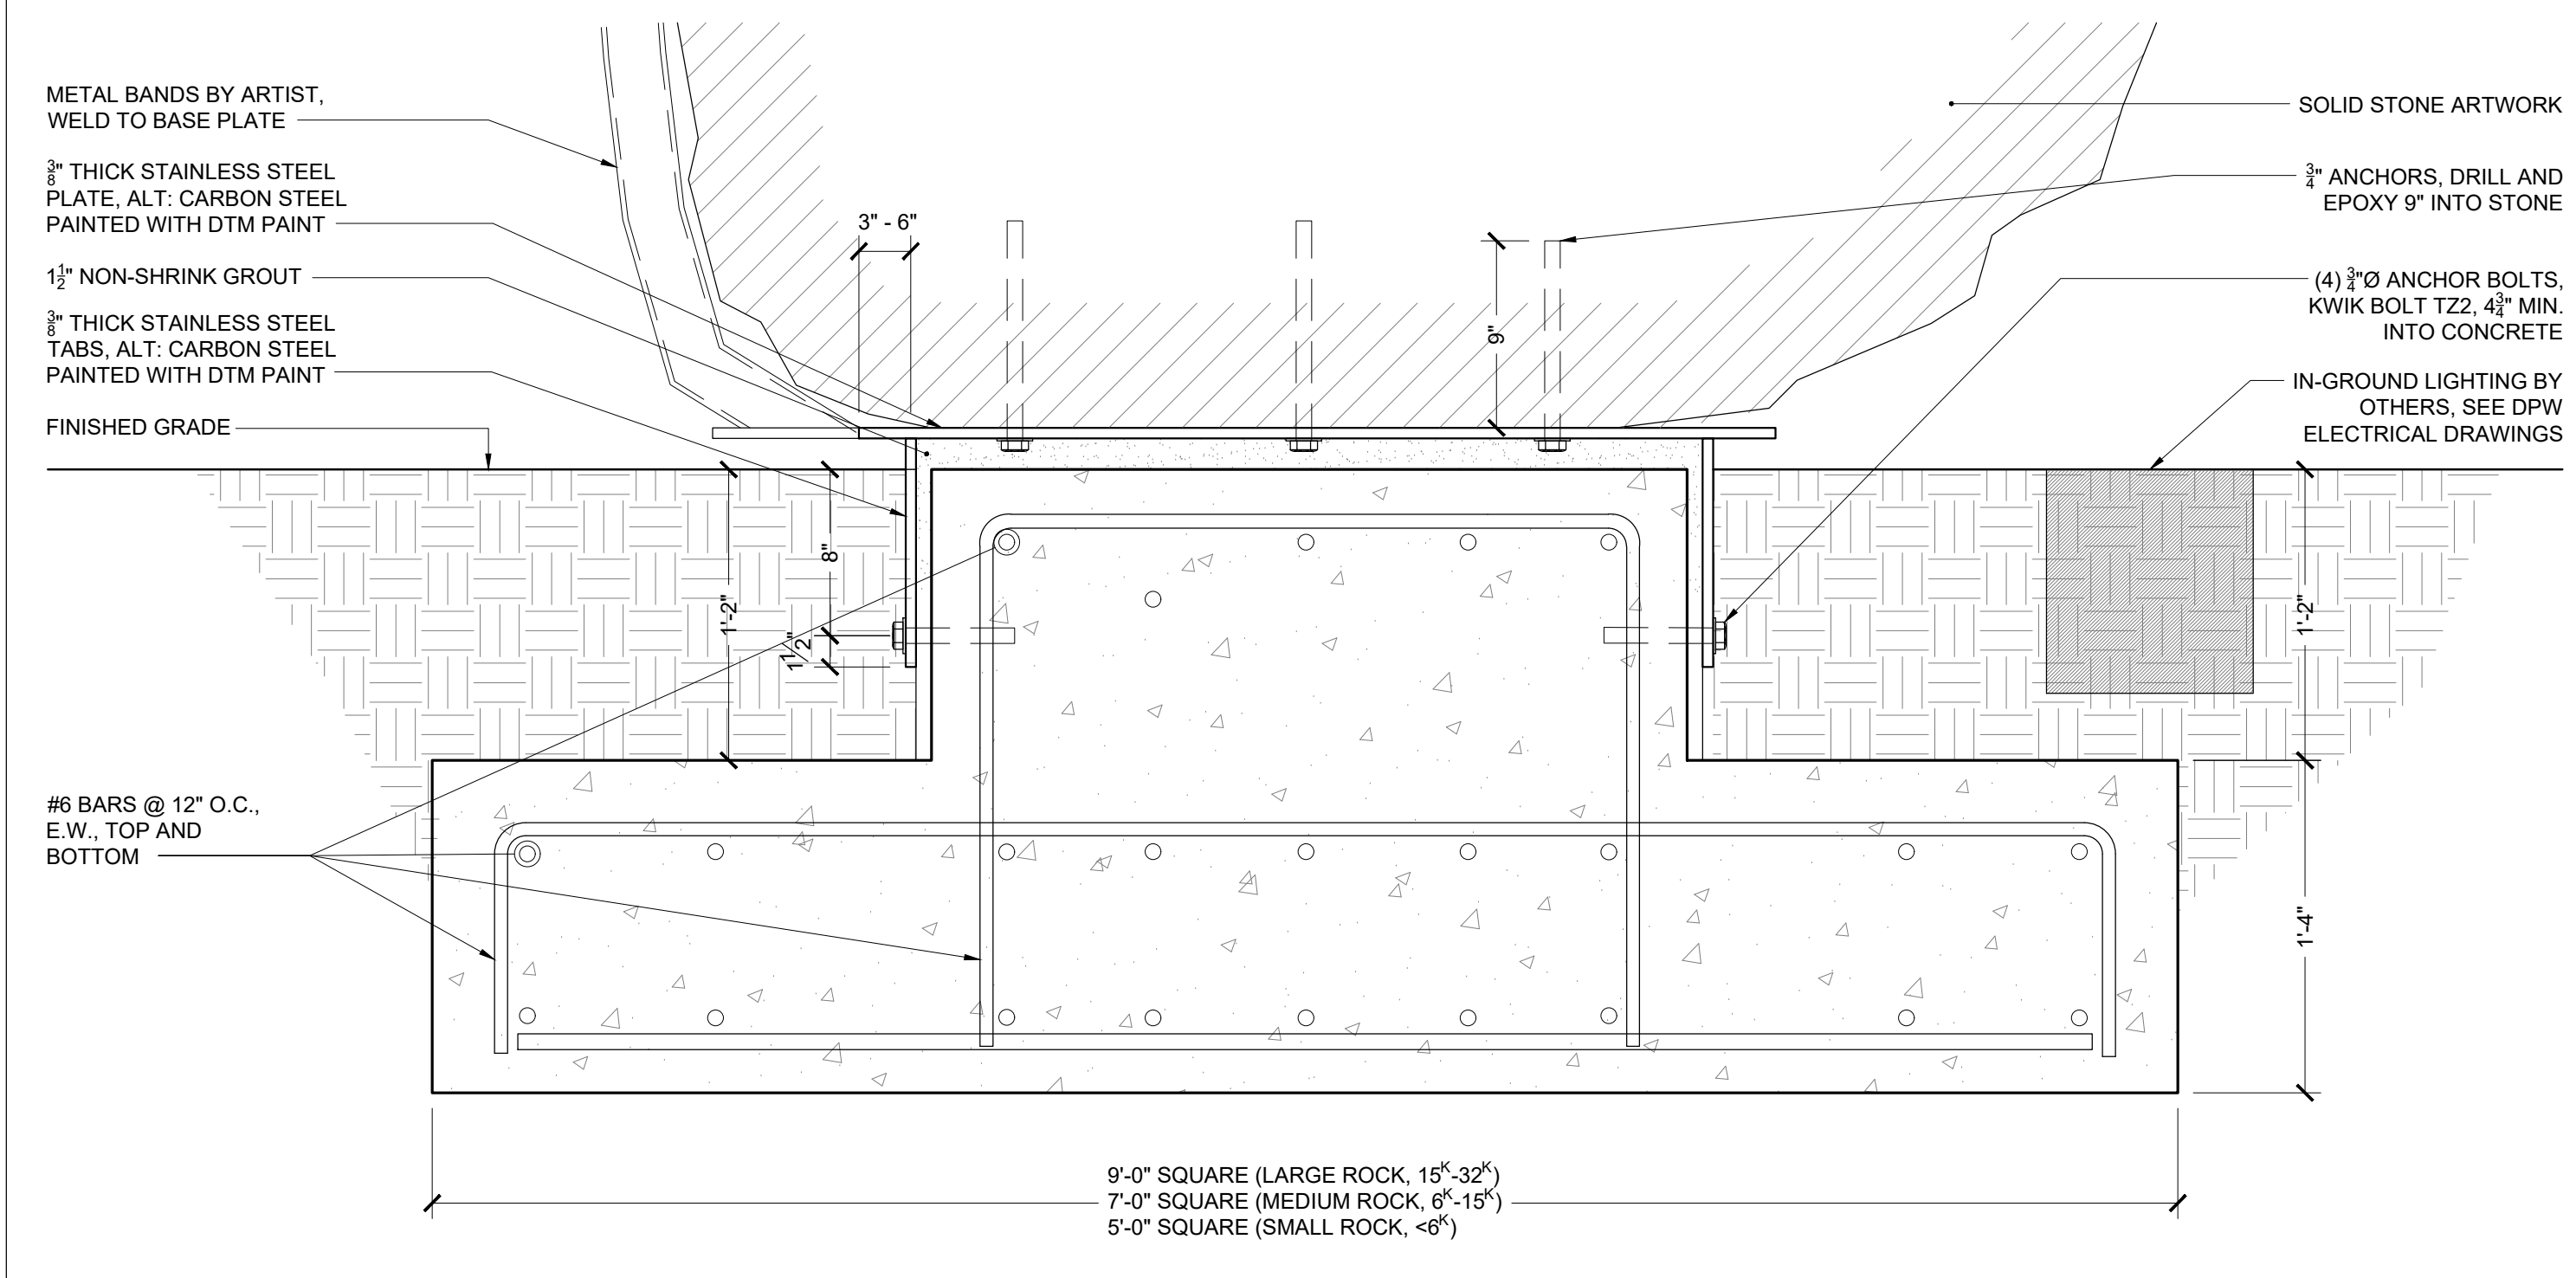 METAL BANDS BY ARTIST,
WELD TO BASE PLATE
3/8" THICK STAINLESS STEEL
PLATE, ALT: CARBON STEEL
PAINTED WITH DTM PAINT
1 1/2" NON-SHRINK GROUT
3/8" THICK STAINLESS STEEL
TABS, ALT: CARBON STEEL
PAINTED WITH DTM PAINT
FINISHED GRADE
#6 BARS @ 12" O.C.,
E.W., TOP AND
BOTTOM
3" - 6"
9"
8"
1 1/2"
1'-2"
SOLID STONE ARTWORK
3/4" ANCHORS, DRILL AND
EPOXY 9" INTO STONE
(4) 3/4"Ø ANCHOR BOLTS,
KWIK BOLT TZ2, 4 3/4" MIN.
INTO CONCRETE
IN-GROUND LIGHTING BY
OTHERS, SEE DPW
ELECTRICAL DRAWINGS
1'-2"
1'-4"
9'-0" SQUARE (LARGE ROCK, 15K-32K)
7'-0" SQUARE (MEDIUM ROCK, 6K-15K)
5'-0" SQUARE (SMALL ROCK, <6K)